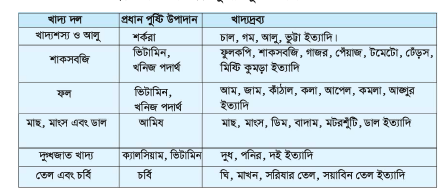 খাদ্য দল প্রধান পুষ্টি উপাদান খাদ্যদ্রব্য
খাদ্যশস্য ও আলু শর্করা চাল, গম, আলু, ভুট্টা ইত্যাদি।
শাকসবজি ভিটামিন, ফুলকপি, শাকসবজি, গাজর, পেঁয়াজ, টমেটো, ঢেঁড়স,
খনিজ পদার্থ মিষ্টি কুমড়া ইত্যাদি
ফল ভিটামিন, আম, জাম, কাঁঠাল, কলা, আপেল, কমলা, আঙ্গুর
খনিজ পদার্থ ইত্যাদি
মাছ, মাংস এবং ডাল আমিষ মাছ, মাংস, ডিম, বাদাম, মটরশুঁটি, ডাল ইত্যাদি
দুগ্ধজাত খাদ্য ক্যালসিয়াম, ভিটামিন দুধ, পনির, দই ইত্যাদি
তেল এবং চর্বি চর্বি ঘি, মাখন, সরিষার তেল, সয়াবিন তেল ইত্যাদি